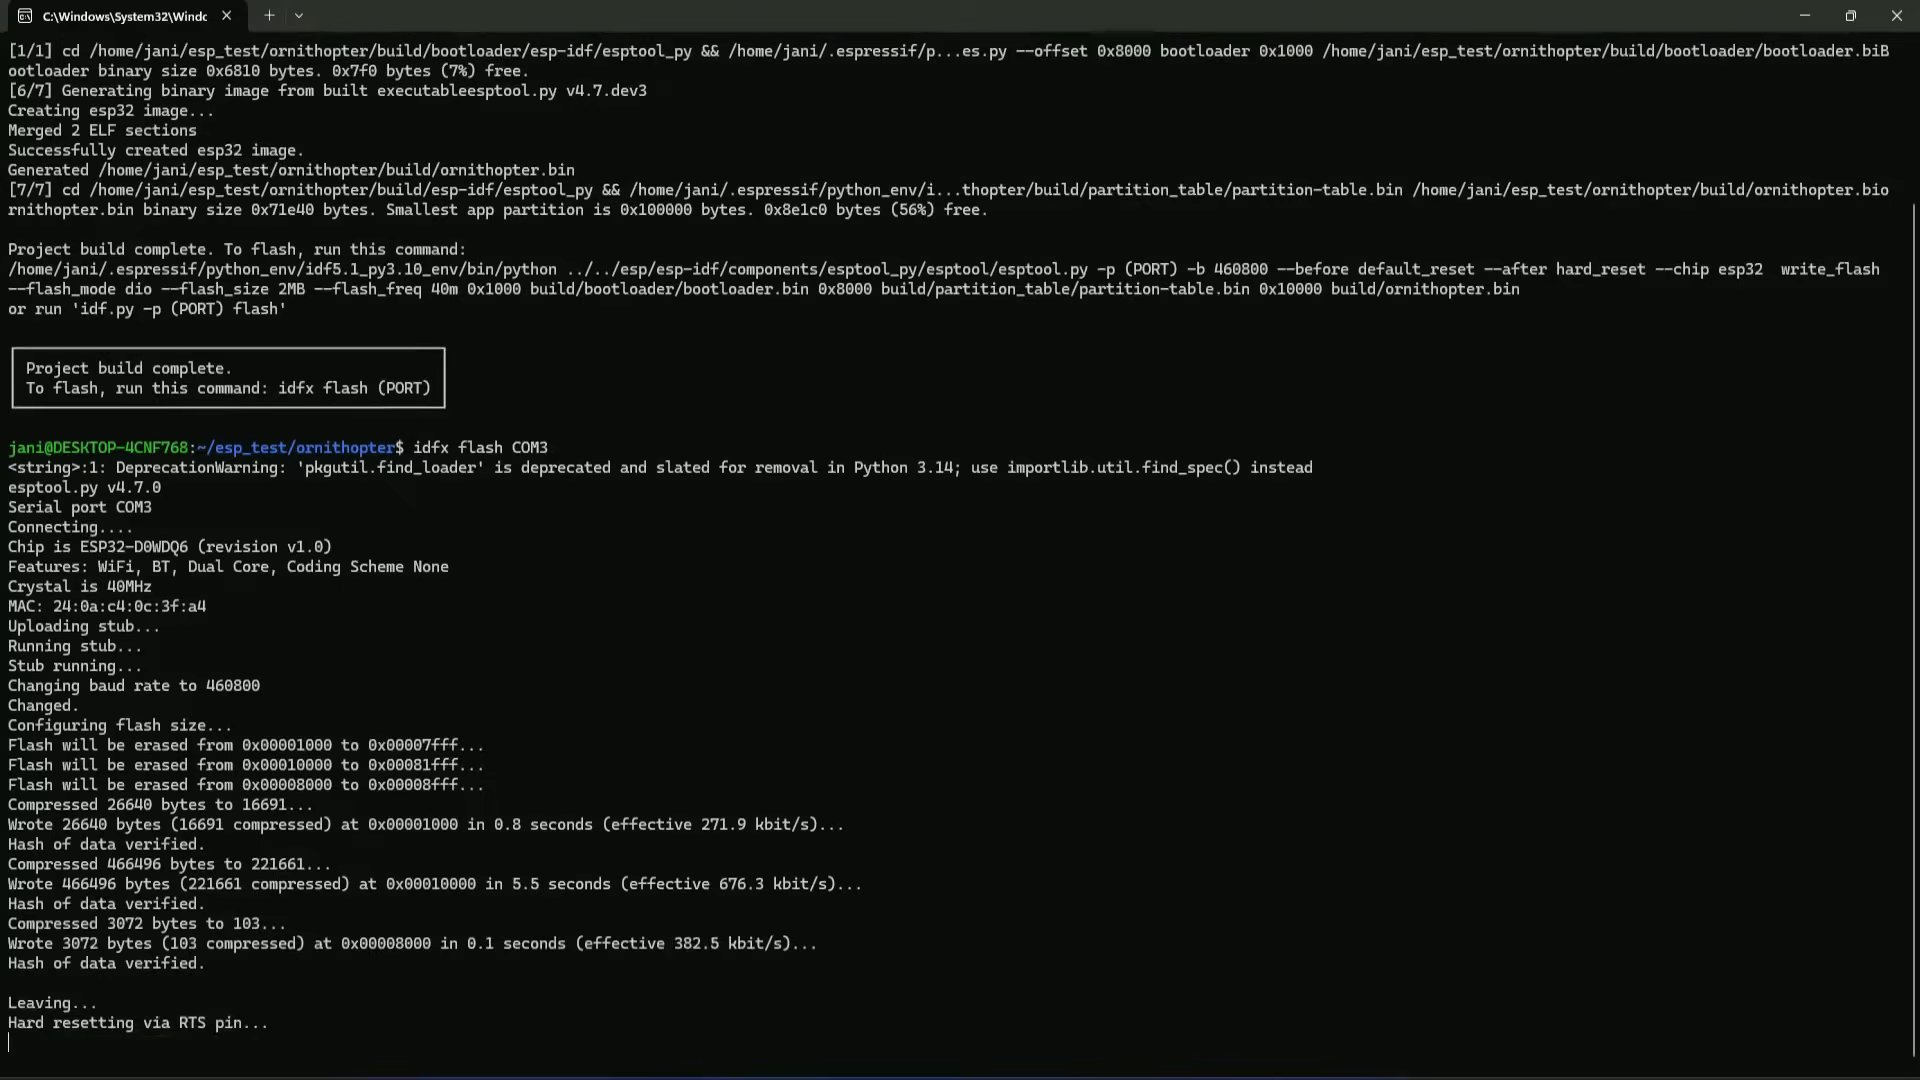 C:\Windows\System32\Windc
[1/1] cd /home/jani/esp_test/ornithopter/build/bootloader/esp-idf/esptool_py && /home/jani/.espressif/p...es.py --offset 0x8000 bootloader 0x1000 /home/jani/esp_test/ornithopter/build/bootloader/bootloader.biB
ootloader binary size 0x6810 bytes. 0x7f0 bytes (7%) free.
[6/7] Generating binary image from built executableesptool.py v4.7.dev3
Creating esp32 image...
Merged 2 ELF sections
Successfully created esp32 image.
Generated /home/jani/esp_test/ornithopter/build/ornithopter.bin
[7/7] cd /home/jani/esp_test/ornithopter/build/esp-idf/esptool_py && /home/jani/.espressif/python_env/i...thopter/build/partition_table/partition-table.bin /home/jani/esp_test/ornithopter/build/ornithopter.bio
rnithopter.bin binary size 0x71e40 bytes. Smallest app partition is 0x100000 bytes. 0x8e1c0 bytes (56%) free.
Project build complete. To flash, run this command:
/home/jani/.espressif/python_env/idf5.1_py3.10_env/bin/python ../../esp/esp-idf/components/esptool_py/esptool/esptool.py -p (PORT) -b 460800 --before default_reset --after hard_reset --chip esp32  write_flash
--flash_mode dio --flash_size 2MB --flash_freq 40m 0x1000 build/bootloader/bootloader.bin 0x8000 build/partition_table/partition-table.bin 0x10000 build/ornithopter.bin
or run 'idf.py -p (PORT) flash'
Project build complete.
To flash, run this command: idfx flash (PORT)
jani@DESKTOP-4CNF768:~/esp_test/ornithopter$ idfx flash COM3
<string>:1: DeprecationWarning: 'pkgutil.find_loader' is deprecated and slated for removal in Python 3.14; use importlib.util.find_spec() instead
esptool.py v4.7.0
Serial port COM3
Connecting....
Chip is ESP32-D0WDQ6 (revision v1.0)
Features: WiFi, BT, Dual Core, Coding Scheme None
Crystal is 40MHz
MAC: 24:0a:c4:0c:3f:a4
Uploading stub...
Running stub...
Stub running...
Changing baud rate to 460800
Changed.
Configuring flash size...
Flash will be erased from 0x00001000 to 0x00007fff...
Flash will be erased from 0x00010000 to 0x00081fff...
Flash will be erased from 0x00008000 to 0x00008fff...
Compressed 26640 bytes to 16691...
Wrote 26640 bytes (16691 compressed) at 0x00001000 in 0.8 seconds (effective 271.9 kbit/s)...
Hash of data verified.
Compressed 466496 bytes to 221661...
Wrote 466496 bytes (221661 compressed) at 0x00010000 in 5.5 seconds (effective 676.3 kbit/s)...
Hash of data verified.
Compressed 3072 bytes to 103...
Wrote 3072 bytes (103 compressed) at 0x00008000 in 0.1 seconds (effective 382.5 kbit/s)...
Hash of data verified.
Leaving...
Hard resetting via RTS pin...